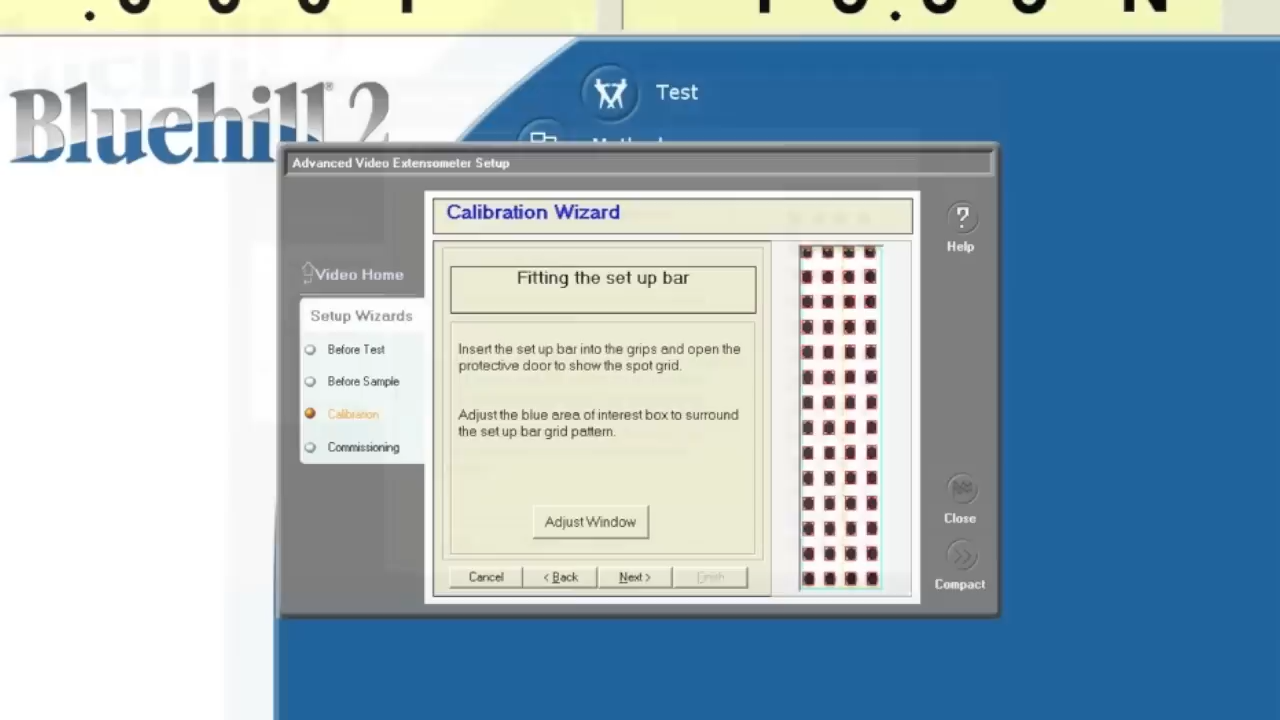 Bluehill® 2
Test
Advanced Video Extensometer Setup
Calibration Wizard
?
Help
Fitting the set up bar
Video Home
Setup Wizards
Before Test
Before Sample
Calibration
Commissioning
Insert the set up bar into the grips and open the
protective door to show the spot grid.
Adjust the blue area of interest box to surround
the set up bar grid pattern.
Adjust Window
Cancel
< Back
Next >
Finish
Close
Compact